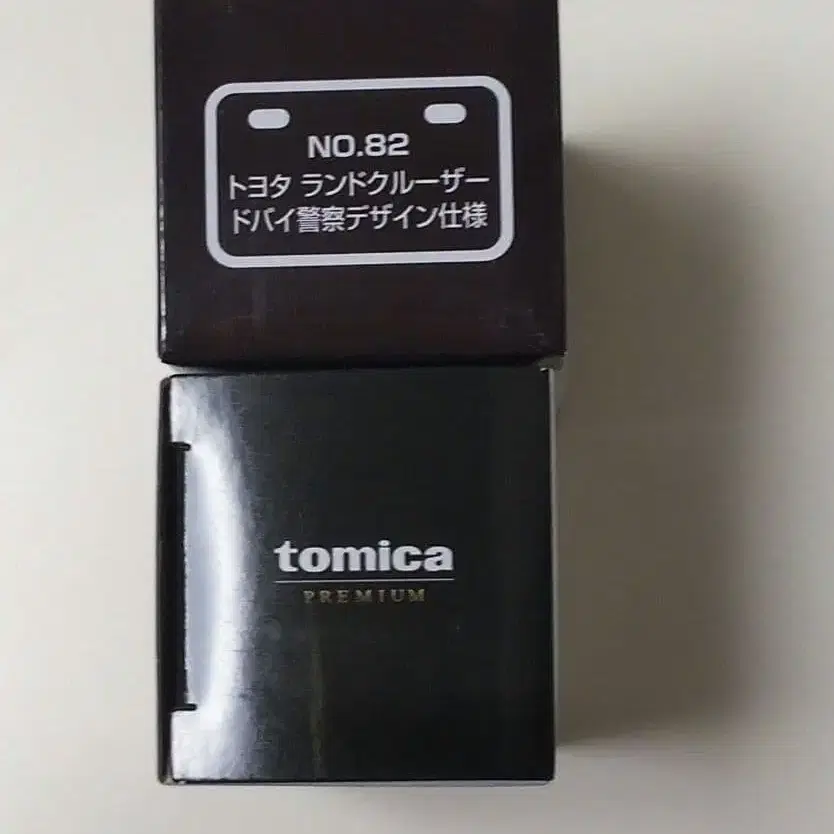 NO.82
トヨタ ランドクルーザー
ドバイ警察デザイン仕様
tomica
PREMIUM